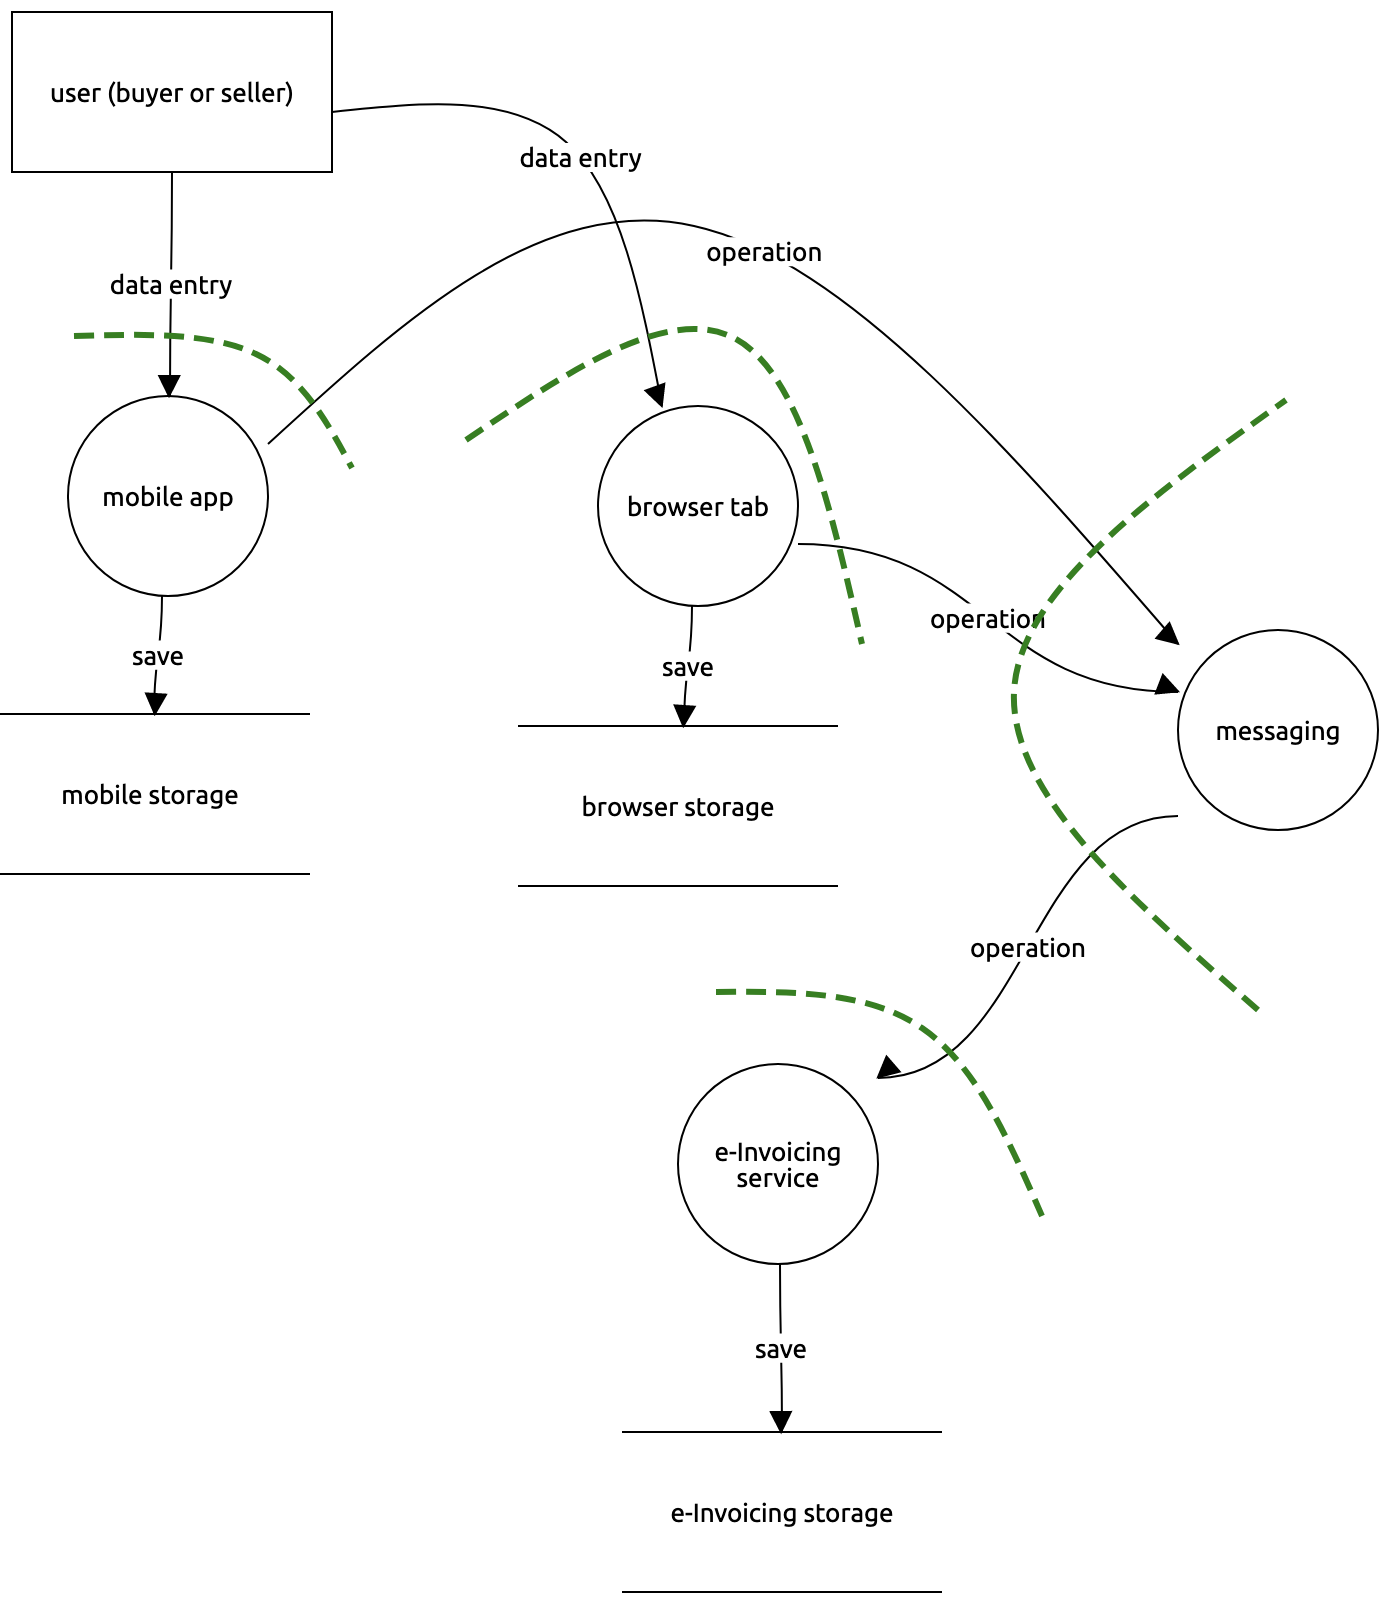 user (buyer or seller)
data entry
operation
data entry
mobile app
browser tab
operation
save
save
messaging
mobile storage
browser storage
operation
e-Invoicing
service
save
e-Invoicing storage